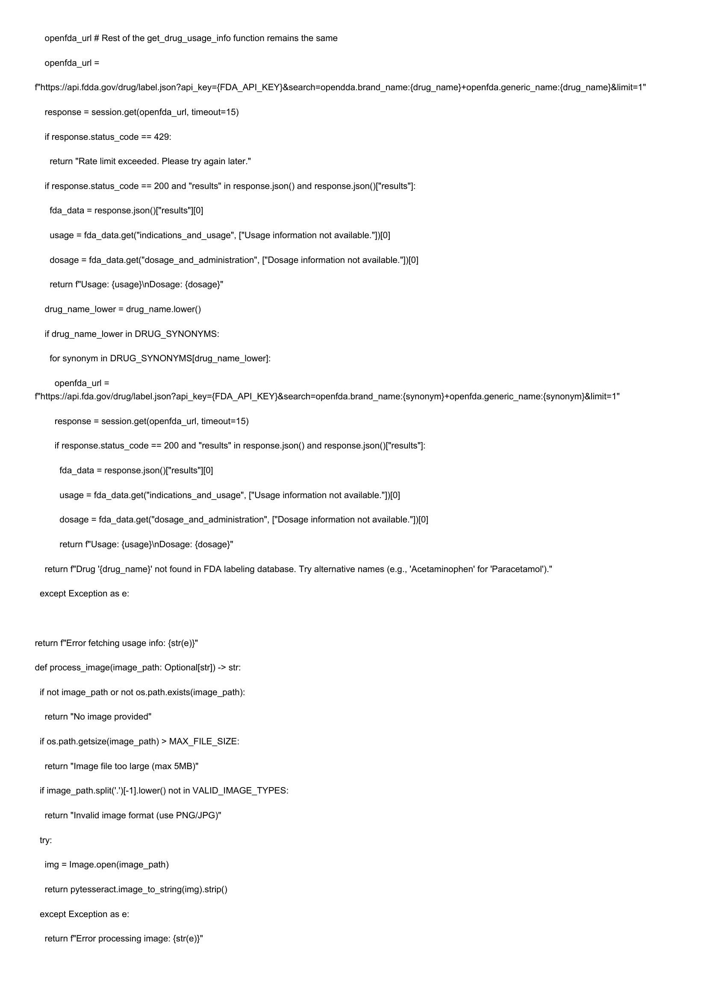 openfda_url # Rest of the get_drug_usage_info function remains the same
openfda_url =
f"https://api.fdda.gov/drug/label.json?api_key={FDA_API_KEY}&search=opendda.brand_name:{drug_name}+openfda.generic_name:{drug_name}&limit=1"
response = session.get(openfda_url, timeout=15)
if response.status_code == 429:
return "Rate limit exceeded. Please try again later."
if response.status_code == 200 and "results" in response.json() and response.json()["results"]:
fda_data = response.json()["results"][0]
usage = fda_data.get("indications_and_usage", ["Usage information not available."])[0]
dosage = fda_data.get("dosage_and_administration", ["Dosage information not available."])[0]
return f"Usage: {usage}\nDosage: {dosage}"
drug_name_lower = drug_name.lower()
if drug_name_lower in DRUG_SYNONYMS:
for synonym in DRUG_SYNONYMS[drug_name_lower]:
openfda_url =
f"https://api.fda.gov/drug/label.json?api_key={FDA_API_KEY}&search=openfda.brand_name:{synonym}+openfda.generic_name:{synonym}&limit=1"
response = session.get(openfda_url, timeout=15)
if response.status_code == 200 and "results" in response.json() and response.json()["results"]:
fda_data = response.json()["results"][0]
usage = fda_data.get("indications_and_usage", ["Usage information not available."])[0]
dosage = fda_data.get("dosage_and_administration", ["Dosage information not available."])[0]
return f"Usage: {usage}\nDosage: {dosage}"
return f"Drug '{drug_name}' not found in FDA labeling database. Try alternative names (e.g., 'Acetaminophen' for 'Paracetamol')."
except Exception as e:
return f"Error fetching usage info: {str(e)}"
def process_image(image_path: Optional[str]) -> str:
if not image_path or not os.path.exists(image_path):
return "No image provided"
if os.path.getsize(image_path) > MAX_FILE_SIZE:
return "Image file too large (max 5MB)"
if image_path.split('.')[-1].lower() not in VALID_IMAGE_TYPES:
return "Invalid image format (use PNG/JPG)"
try:
img = Image.open(image_path)
return pytesseract.image_to_string(img).strip()
except Exception as e:
return f"Error processing image: {str(e)}"